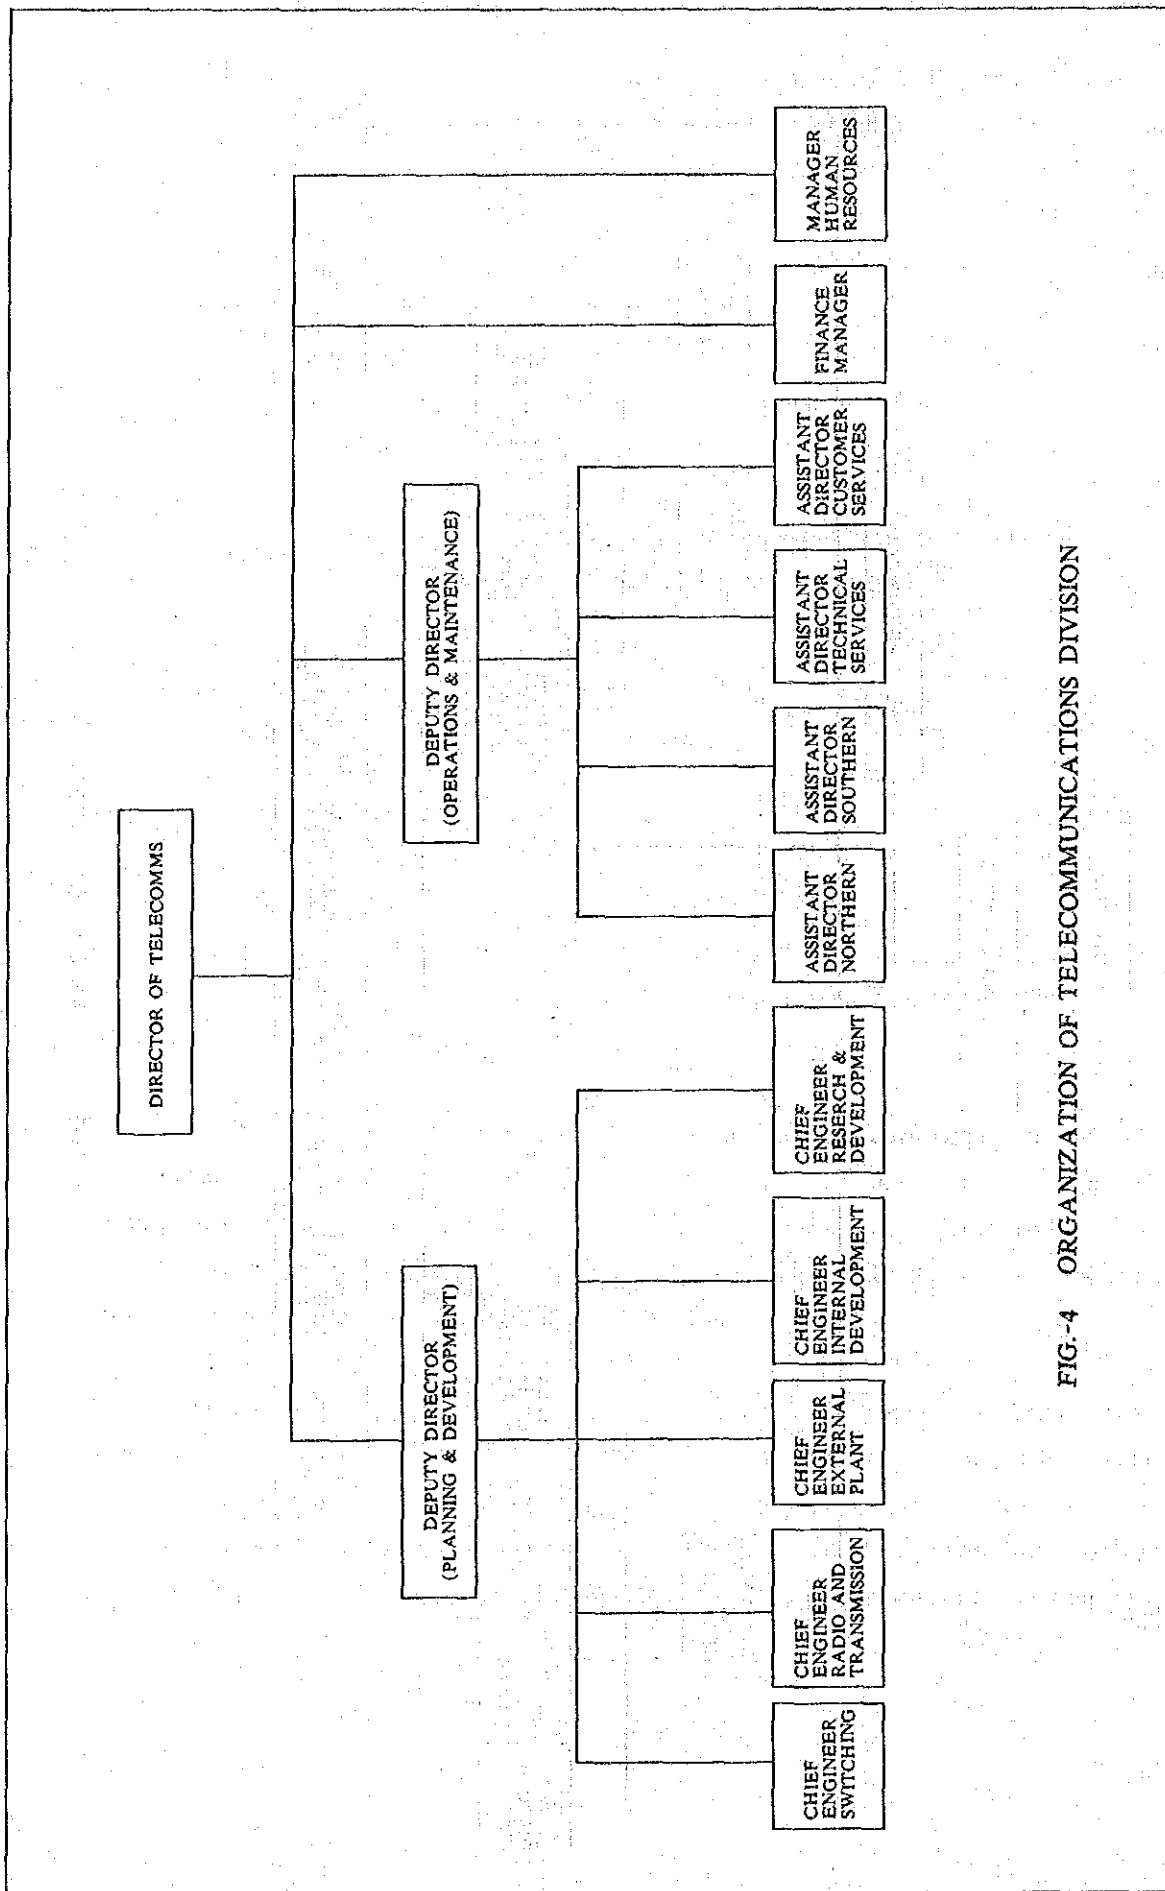 DIRECTOR OF TELECOMMS
DEPUTY DIRECTOR
(PLANNING & DEVELOPMENT)
DEPUTY DIRECTOR
(OPERATIONS & MAINTENANCE)
CHIEF
ENGINEER
SWITCHING
CHIEF
ENGINEER
RADIO AND
TRANSMISSION
CHIEF
ENGINEER
EXTERNAL
PLANT
CHIEF
ENGINEER
INTERNAL
DEVELOPMENT
CHIEF
ENGINEER
RESERCH &
DEVELOPMENT
ASSISTANT
DIRECTOR
NORTHERN
ASSISTANT
DIRECTOR
SOUTHERN
ASSISTANT
DIRECTOR
TECHNICAL
SERVICES
ASSISTANT
DIRECTOR
CUSTOMER
SERVICES
FINANCE
MANAGER
MANAGER
HUMAN
RESOURCES
FIG.-4 ORGANIZATION OF TELECOMMUNICATIONS DIVISION